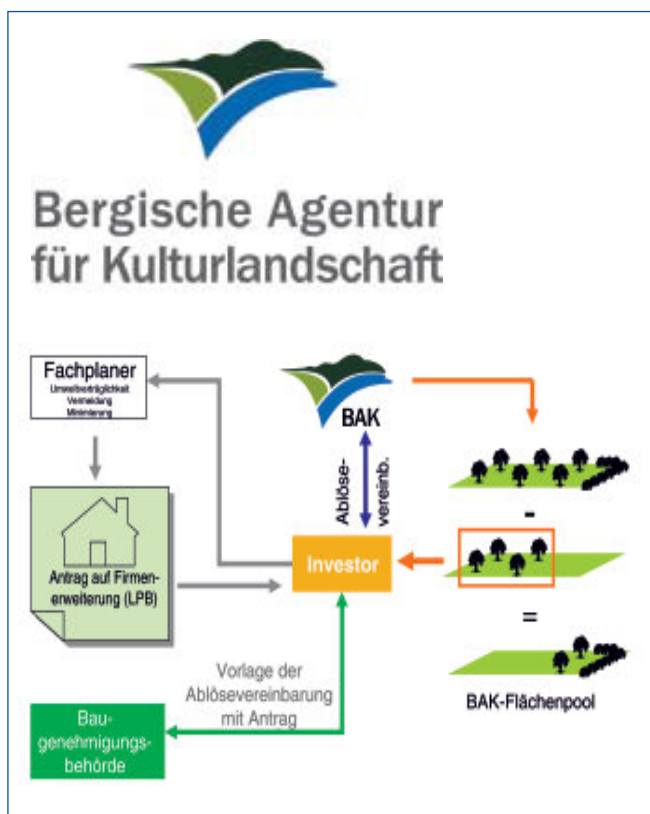 Bergische Agentur
für Kulturlandschaft
Fachplaner
Umweltverträglichkeit
Vermeidung
Minimierung
BAK
Ablöse-
vereinb.
Antrag auf Firmen-
erweiterung (LPB)
Investor
-
=
Vorlage der
Ablösevereinbarung
mit Antrag
BAK-Flächenpool
Bau-
genehmigungs-
behörde